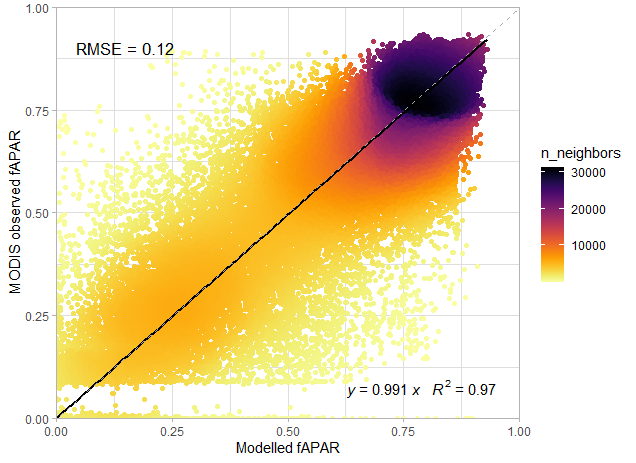 1.00
RMSE = 0.12
0.75
0.50
0.25
0.00
MODIS observed fAPAR
y = 0.991 x   R² = 0.97
0.00 0.25 0.50 0.75 1.00
Modelled fAPAR
n_neighbors
30000
20000
10000